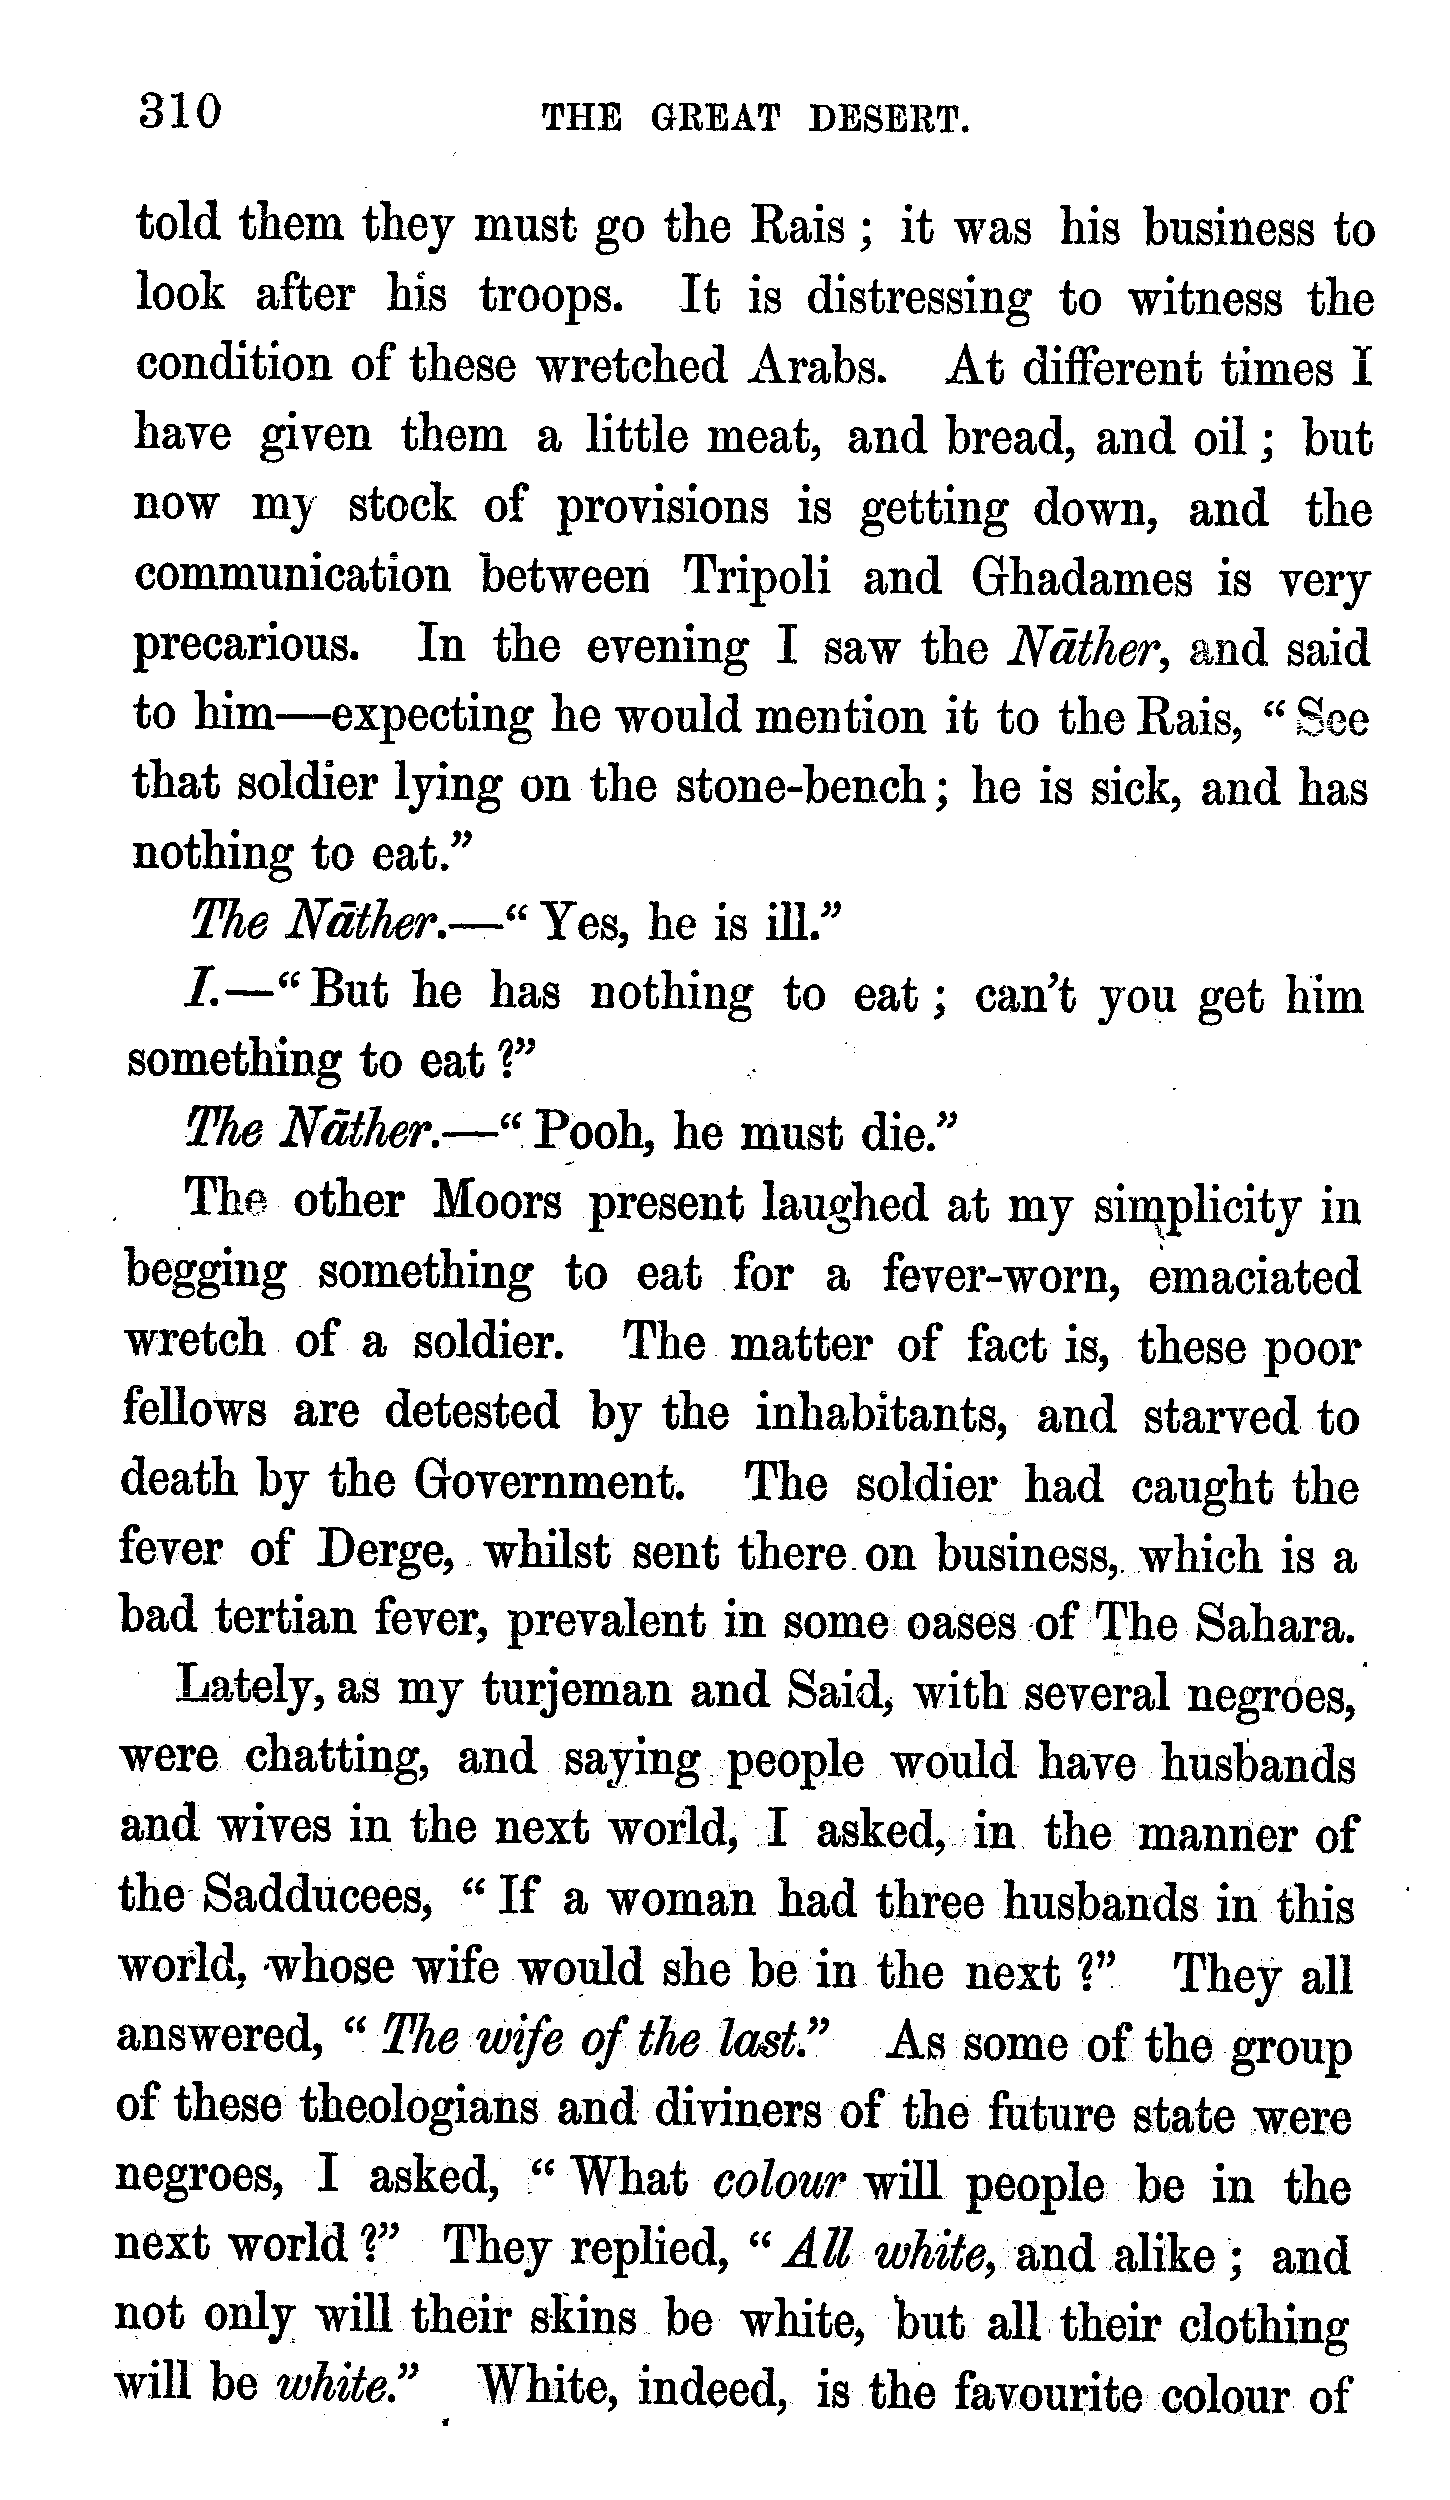 310 THE GREAT DESERT.
told them they must go the Rais ; it was his business to
look after his troops. It is distressing to witness the
condition of these wretched Arabs. At different times I
have given them a little meat, and bread, and oil ; but
now my stock of provisions is getting down, and the
communication between Tripoli and Ghadames is very
precarious. In the evening I saw the Nāther, and said
to him—expecting he would mention it to the Rais, “ See
that soldier lying on the stone-bench ; he is sick, and has
nothing to eat.”
The Nāther.—“ Yes, he is ill.”
I.—“ But he has nothing to eat ; can’t you get him
something to eat ?”
The Nāther.—“ Pooh, he must die.”
The other Moors present laughed at my simplicity in
begging something to eat for a fever-worn, emaciated
wretch of a soldier. The matter of fact is, these poor
fellows are detested by the inhabitants, and starved to
death by the Government. The soldier had caught the
fever of Derge, whilst sent there on business, which is a
bad tertian fever, prevalent in some oases of The Sahara.
Lately, as my turjeman and Said, with several negroes,
were chatting, and saying people would have husbands
and wives in the next world, I asked, in the manner of
the Sadducees, “ If a woman had three husbands in this
world, whose wife would she be in the next ?” They all
answered, “ The wife of the last.” As some of the group
of these theologians and diviners of the future state were
negroes, I asked, “ What colour will people be in the
next world ?” They replied, “ All white, and alike ; and
not only will their skins be white, but all their clothing
will be white.” White, indeed, is the favourite colour of